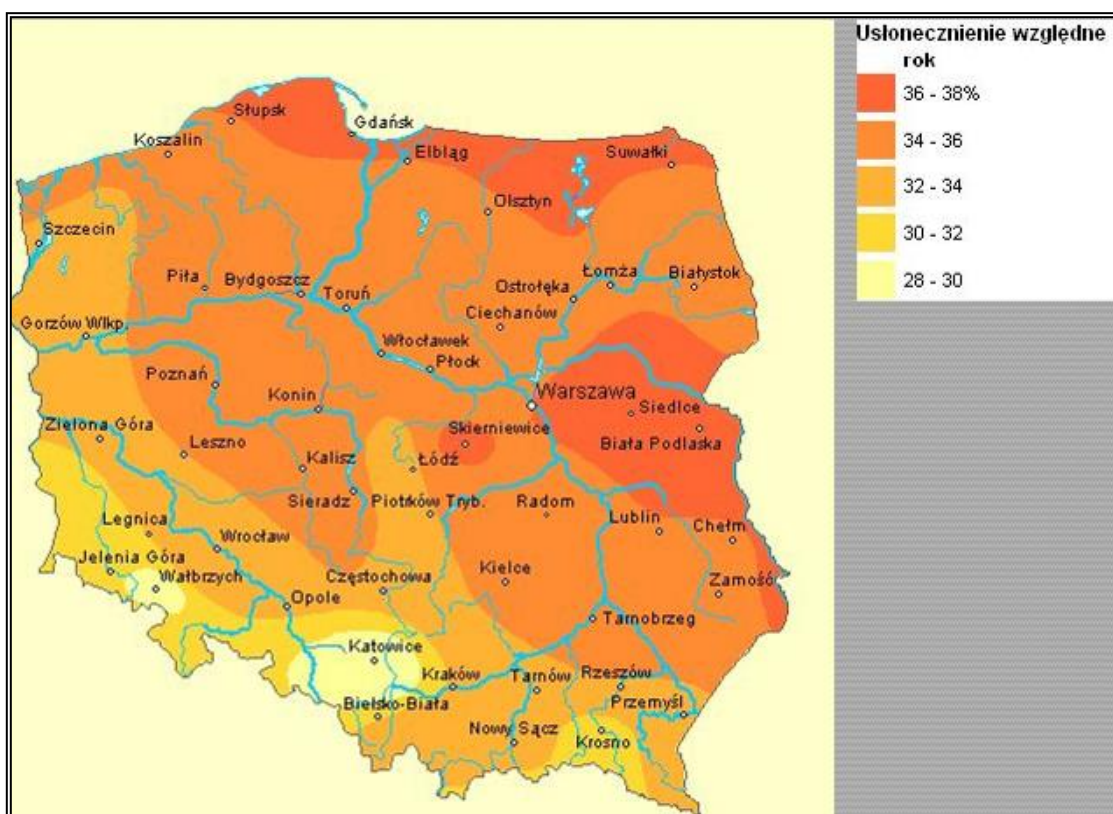 Usłonecznienie względne
rok
36 - 38%
34 - 36
32 - 34
30 - 32
28 - 30
Słupsk
Gdańsk
Koszalin
Elbląg
Suwałki
Olsztyn
Szczecin
Piła
Bydgoszcz
Toruń
Łomża
Białystok
Ostrołęka
Ciechanów
Gorzów Wlkp.
Włocławek
Płock
Poznań
Konin
Warszawa
Siedlce
Zielona Góra
Leszno
Skierniewice
Biała Podlaska
Kalisz
Łódź
Sieradz
Piotrków Tryb.
Radom
Lublin
Chełm
Legnica
Wrocław
Jelenia Góra
Wałbrzych
Częstochowa
Kielce
Zamość
Opole
Tarnobrzeg
Katowice
Kraków
Tarnów
Rzeszów
Bielsko-Biała
Przemyśl
Nowy Sącz
Krosno